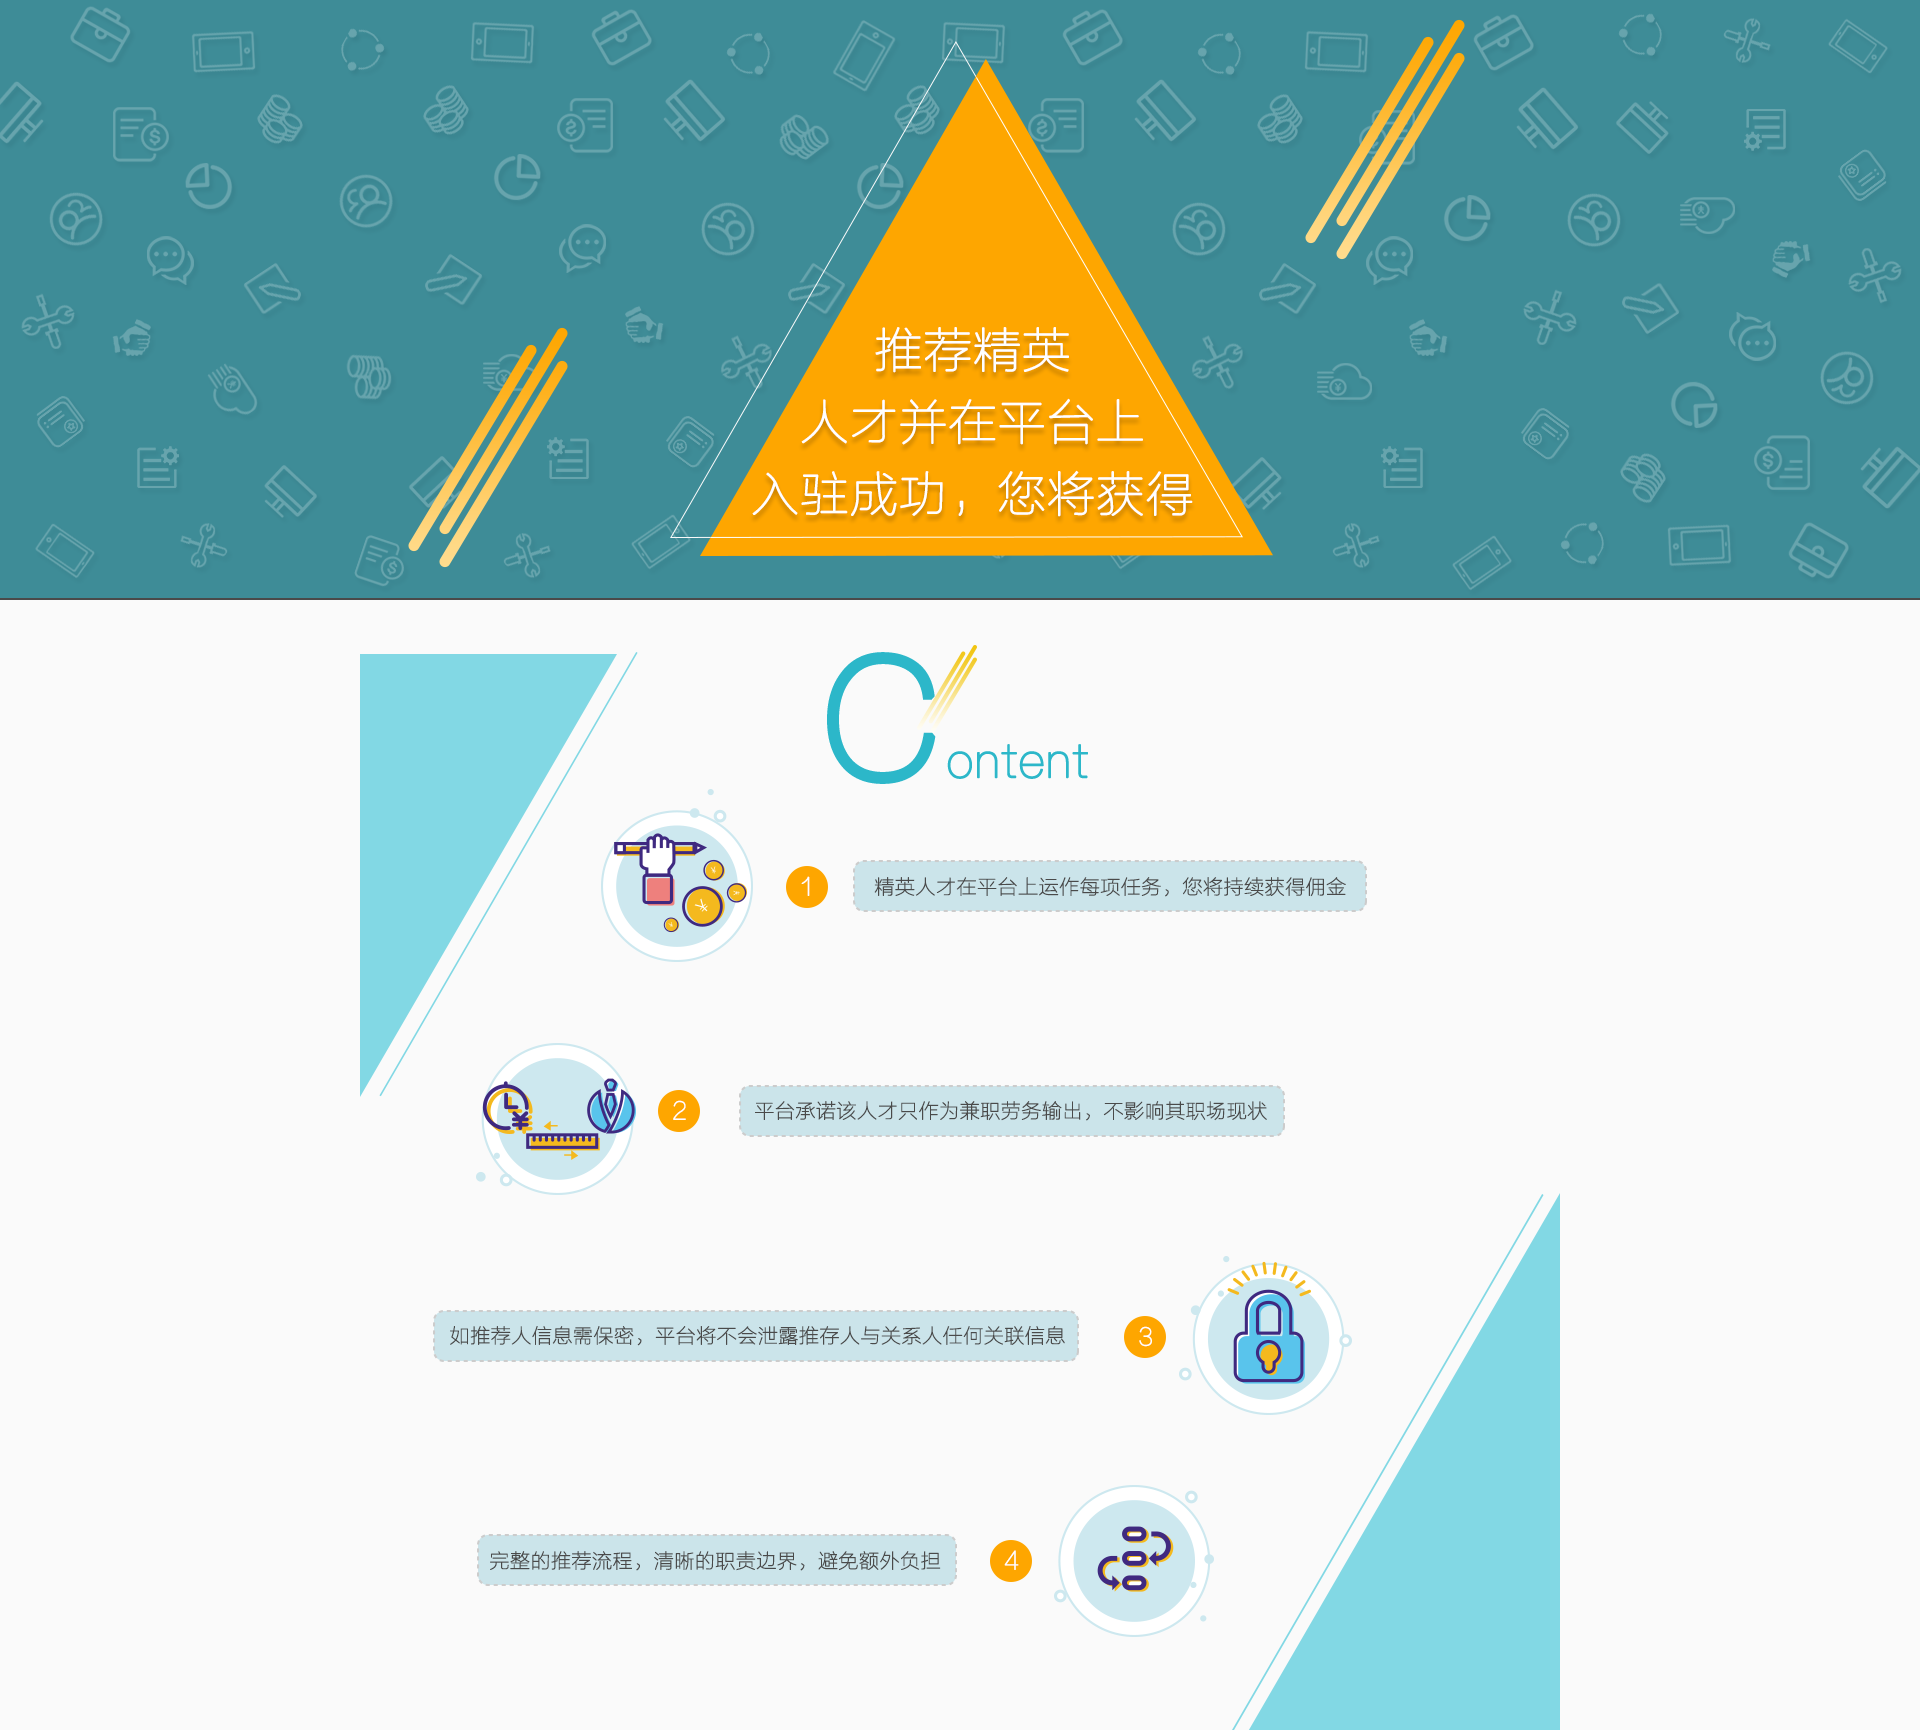 推荐精英
人才并在平台上
入驻成功，您将获得
Content
1 精英人才在平台上运作每项任务，您将持续获得佣金
2 平台承诺该人才只作为兼职劳务输出，不影响其职场现状
如推荐人信息需保密，平台将不会泄露推存人与关系人任何关联信息 3
完整的推荐流程，清晰的职责边界，避免额外负担 4